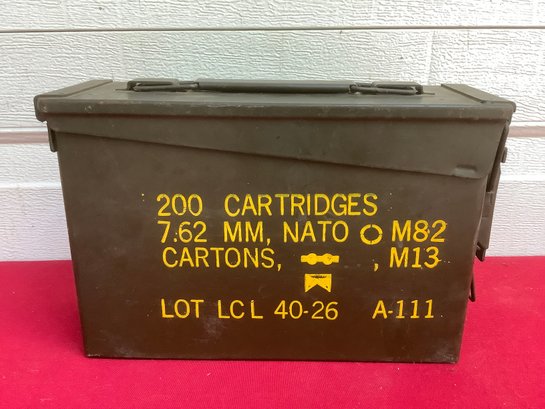 200 CARTRIDGES
7.62 MM, NATO M82
CARTONS, , M13
LOT LCL 40-26 A-111